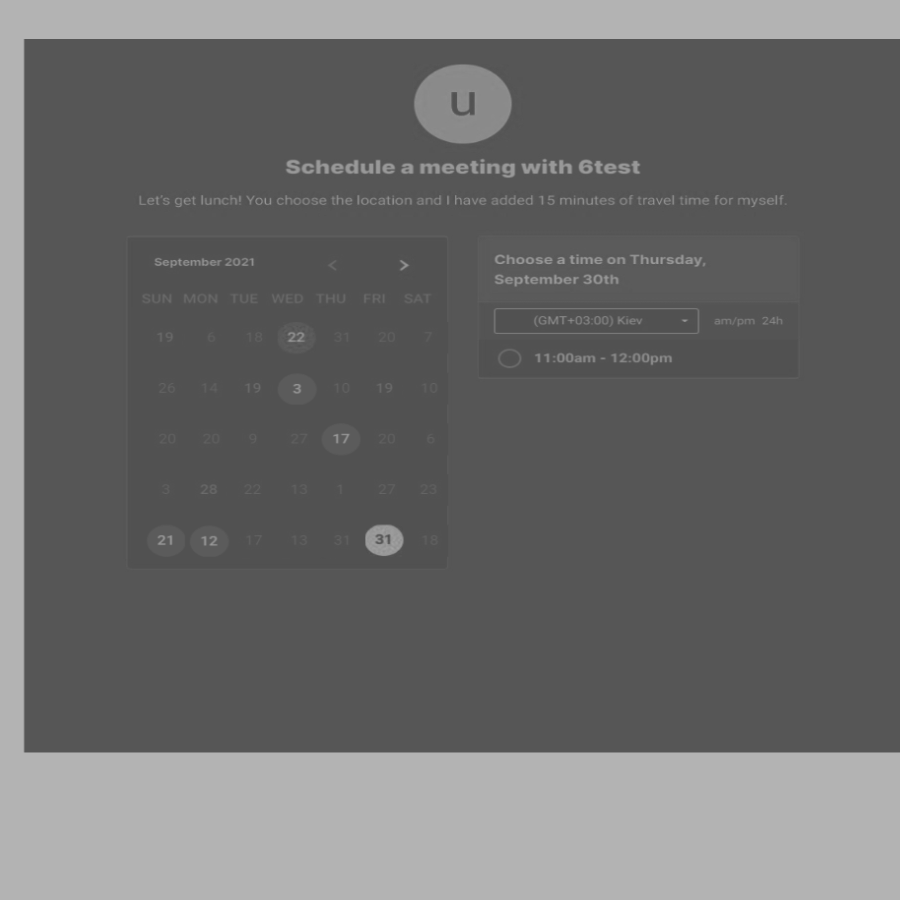 u
Schedule a meeting with 6test
Let's get lunch! You choose the location and I have added 15 minutes of travel time for myself.
September 2021 < >
SUN MON TUE WED THU FRI SAT
19 6 18 22 31 20 7
26 14 19 3 10 19 10
20 20 9 27 17 20 6
3 28 22 13 1 27 23
21 12 17 13 31 31 18
Choose a time on Thursday,
September 30th
(GMT+03:00) Kiev am/pm 24h
11:00am - 12:00pm